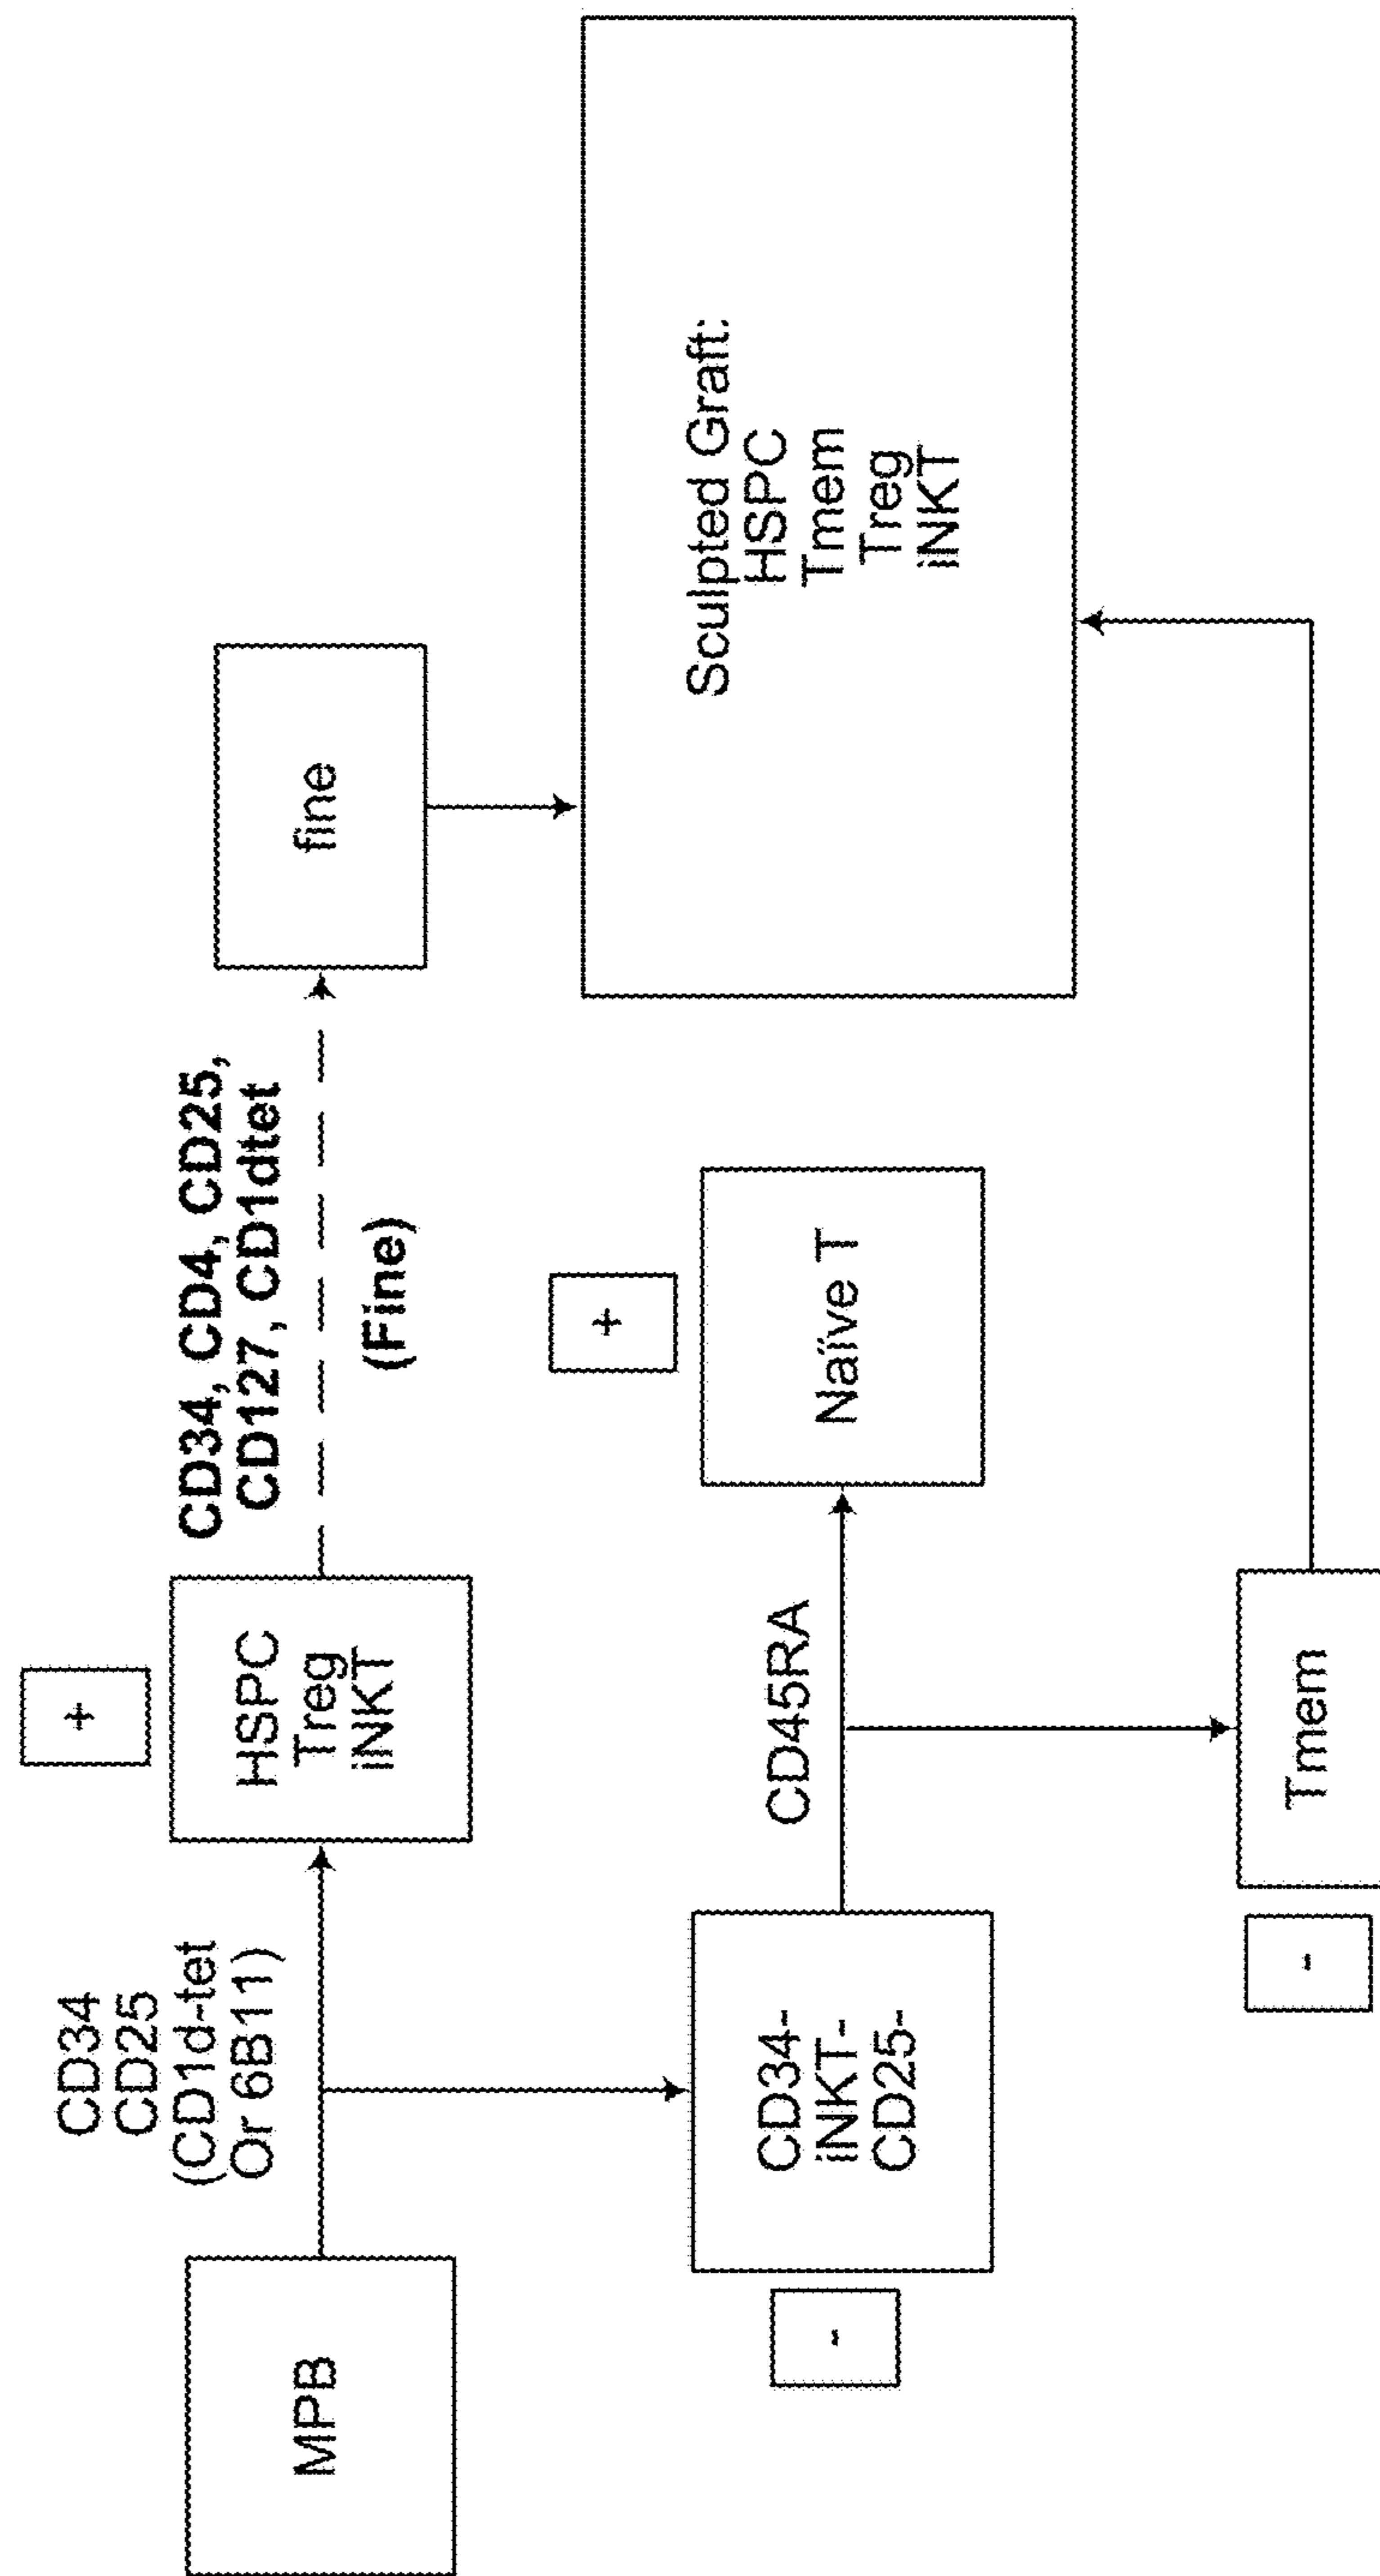 MPB
CD34
CD25
(CD1d-tet
Or 6B11)
+
HSPC
Treg
iNKT
CD34, CD4, CD25,
CD127, CD1dtet
(Fine)
fine
-
CD34-
iNKT-
CD25-
CD45RA
+
Naïve T
-
Tmem
Sculpted Graft:
HSPC
Tmem
Treg
iNKT